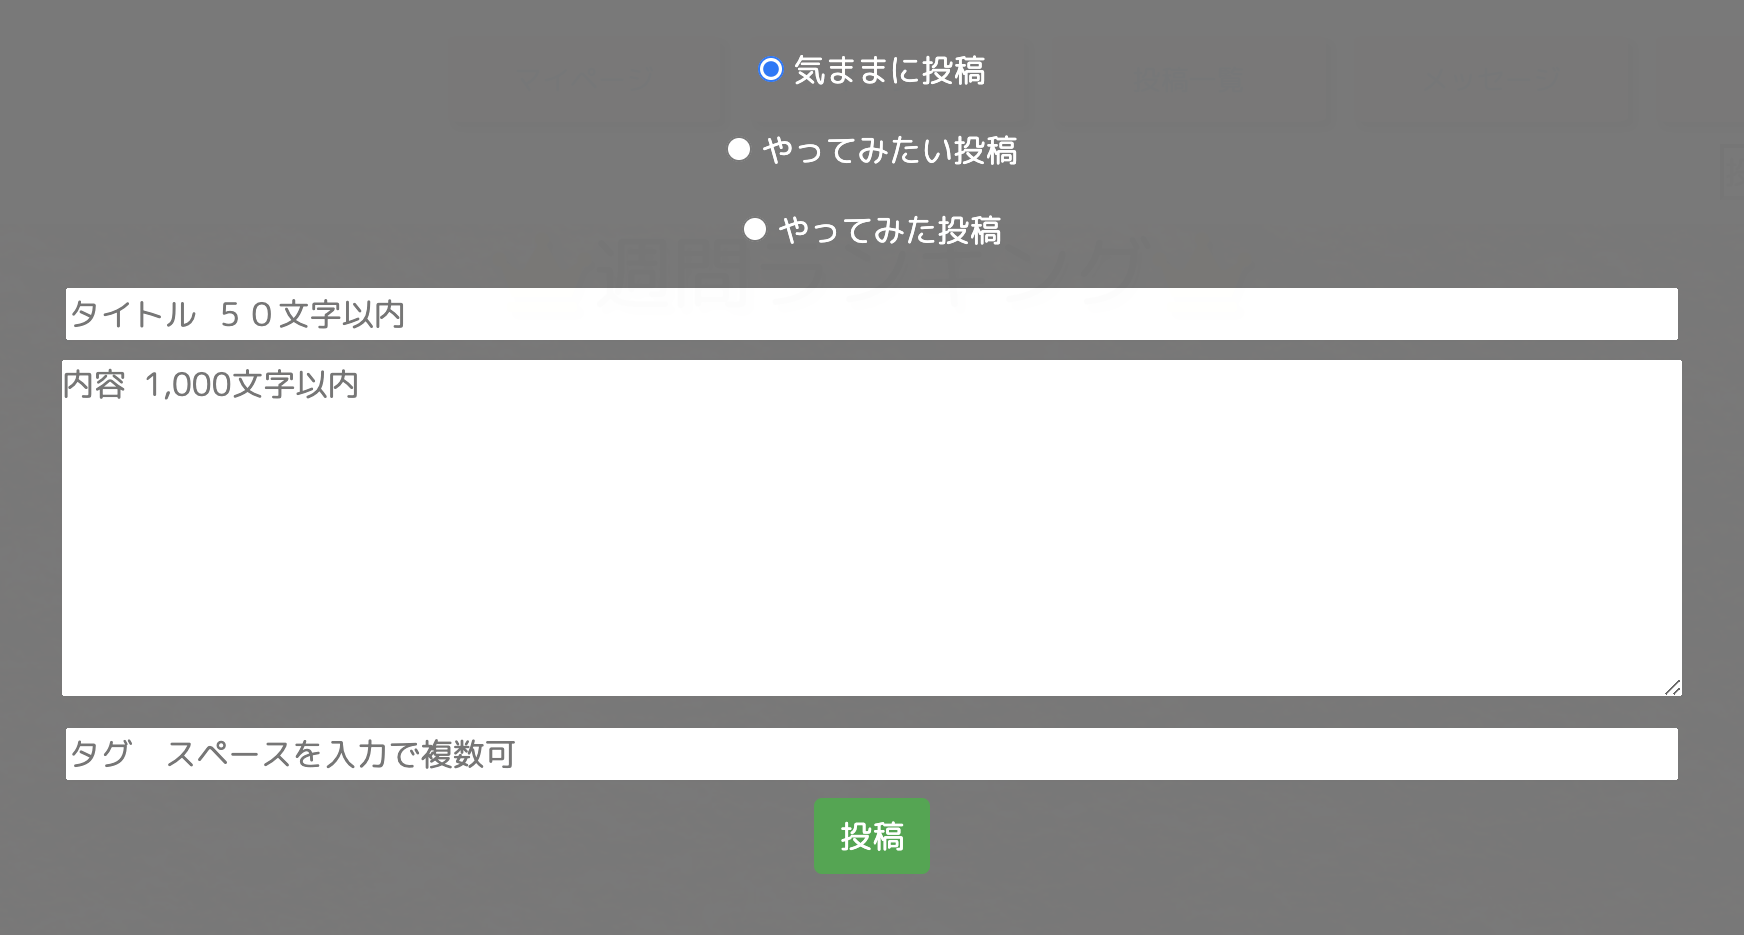 気ままに投稿
やってみたい投稿
やってみた投稿
週間ランキング
タイトル ５０文字以内
内容 1,000文字以内
タグ　スペースを入力で複数可
投稿